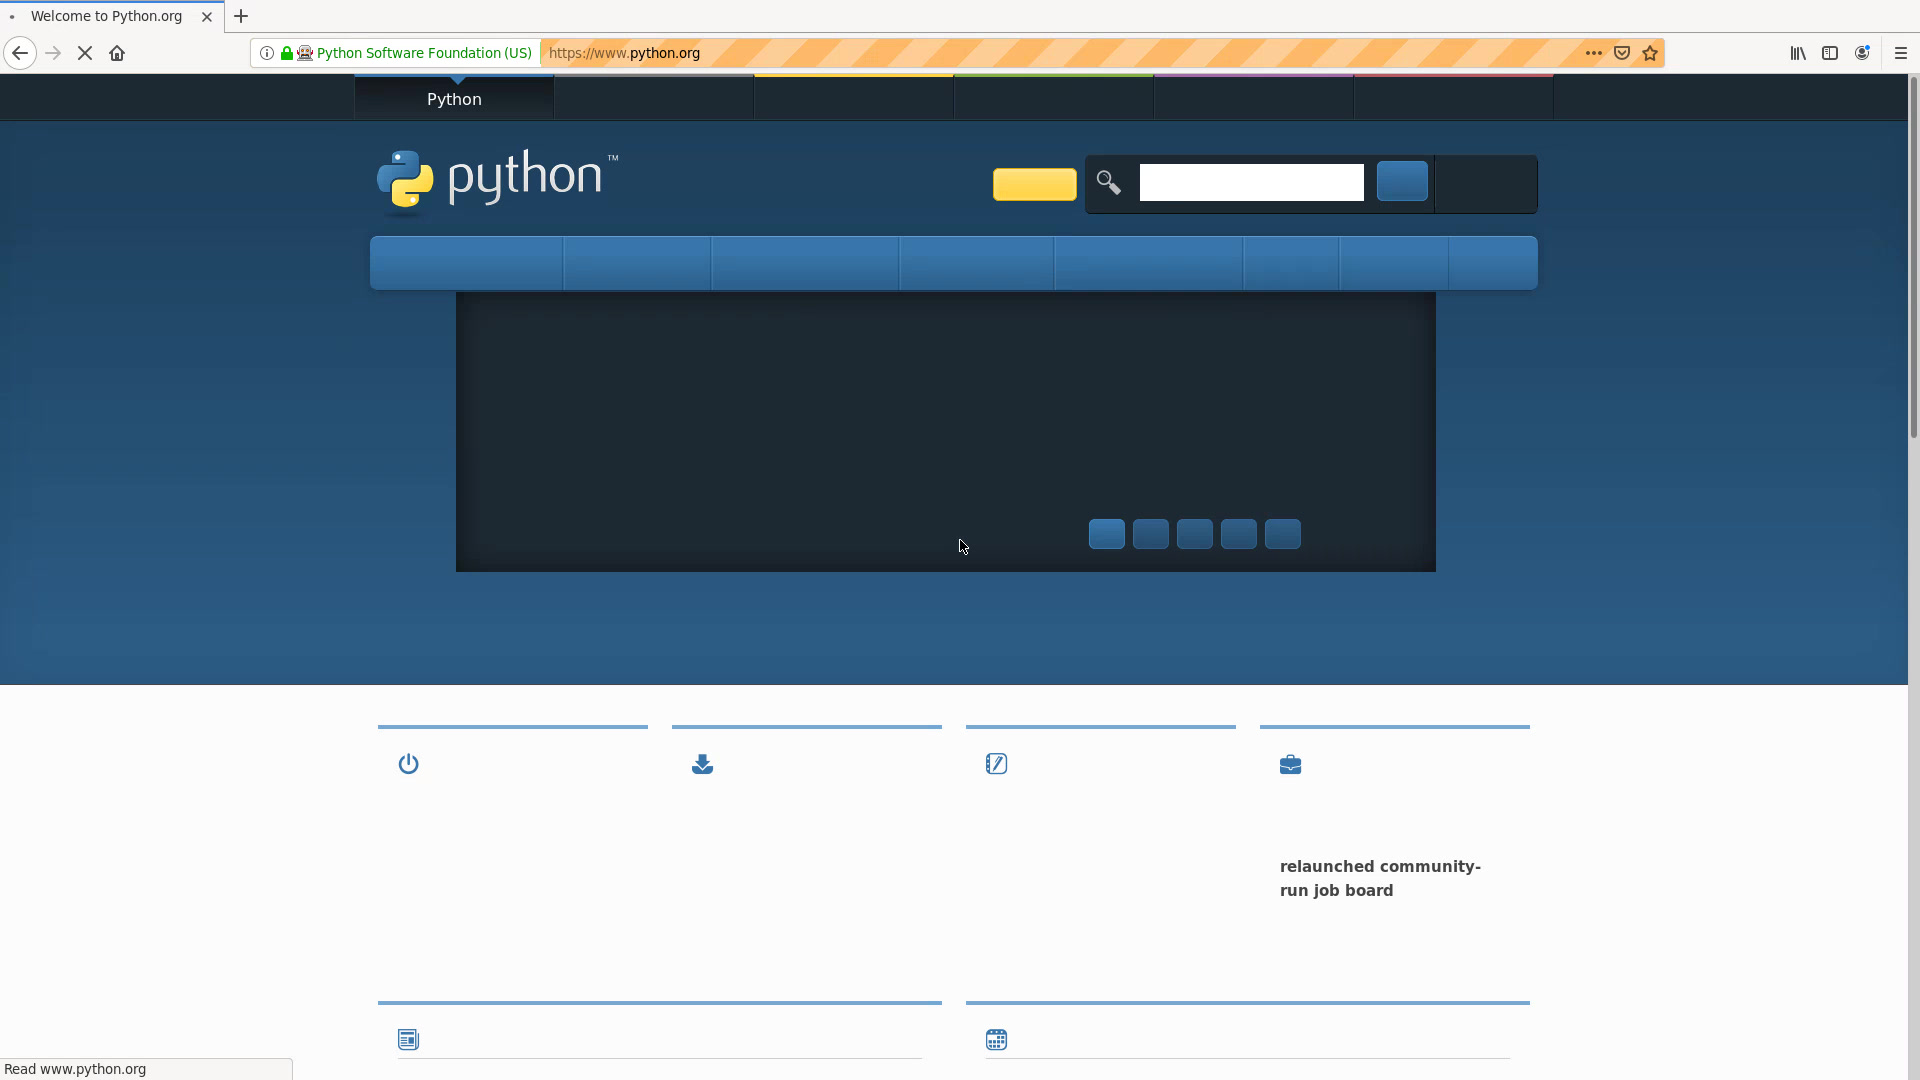 Welcome to Python.org
Python Software Foundation (US)
https://www.python.org
Python
python™
relaunched community-
run job board
Read www.python.org